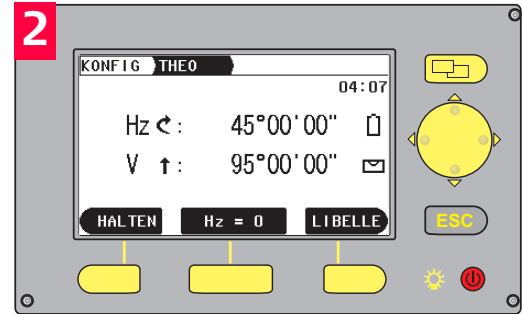 2
KONFIG THEO
04:07
Hz : 45°00'00"
V ↑: 95°00'00"
HALTEN Hz = 0 LIBELLE
ESC